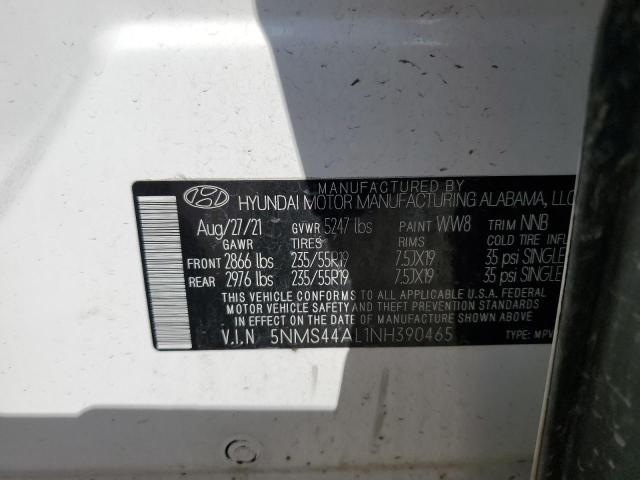 MANUFACTURED BY
HYUNDAI MOTOR MANUFACTURING ALABAMA, LLC
Aug/27/21 GVWR 5247 lbs PAINT WW8 TRIM NNB
GAWR TIRES RIMS COLD TIRE INFL
FRONT 2866 lbs 235/55R19 7.5JX19 35 psi SINGLE
REAR 2976 lbs 235/55R19 7.5JX19 35 psi SINGLE
THIS VEHICLE CONFORMS TO ALL APPLICABLE U.S.A. FEDERAL
MOTOR VEHICLE SAFETY AND THEFT PREVENTION STANDARDS
IN EFFECT ON THE DATE OF MANUFACTURE SHOWN ABOVE.
V.I.N 5NMS44AL1NH390465 TYPE: MPV